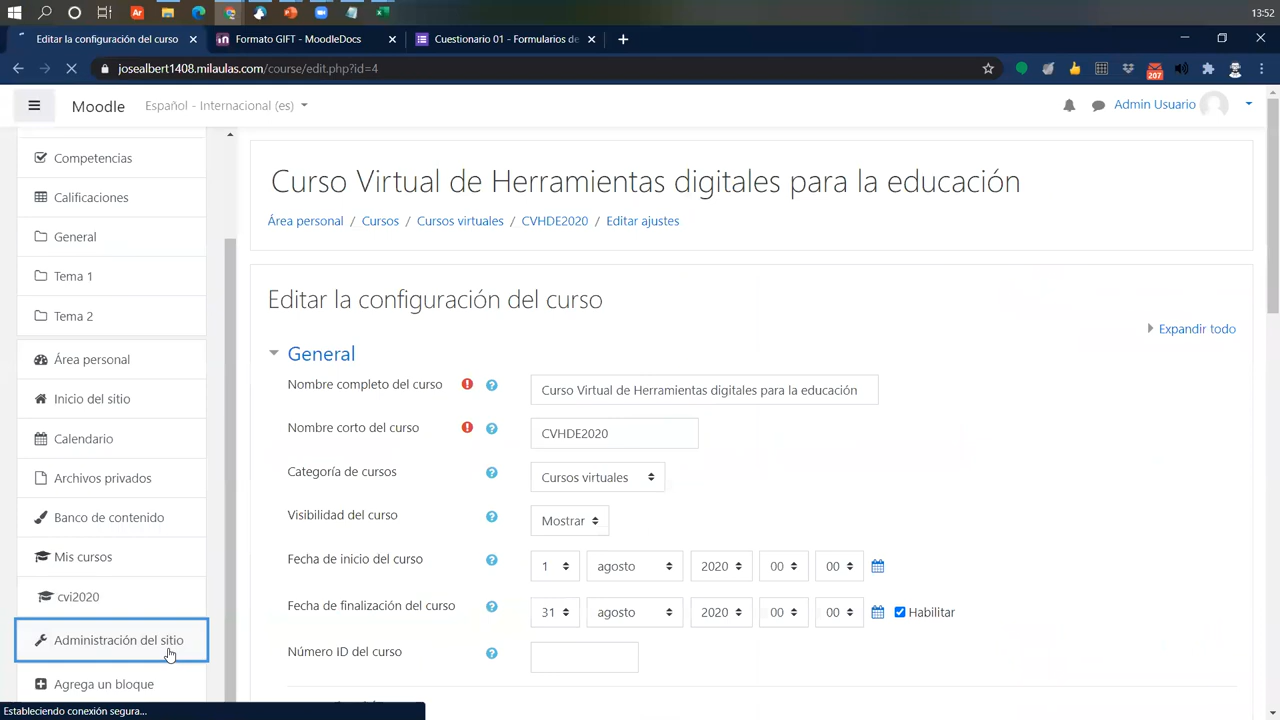 13:52
Editar la configuración del curso
Formato GIFT - MoodleDocs
Cuestionario 01 - Formularios de
josealbert1408.milaulas.com/course/edit.php?id=4
207
Moodle
Español - Internacional (es)
Admin Usuario
Competencias
Calificaciones
General
Tema 1
Tema 2
Área personal
Inicio del sitio
Calendario
Archivos privados
Banco de contenido
Mis cursos
cvi2020
Administración del sitio
Agrega un bloque
Estableciendo conexión segura...
Curso Virtual de Herramientas digitales para la educación
Área personal / Cursos / Cursos virtuales / CVHDE2020 / Editar ajustes
Editar la configuración del curso
Expandir todo
General
Nombre completo del curso
Curso Virtual de Herramientas digitales para la educación
Nombre corto del curso
CVHDE2020
Categoría de cursos
Cursos virtuales
Visibilidad del curso
Mostrar
Fecha de inicio del curso
1 agosto 2020 00 00
Fecha de finalización del curso
31 agosto 2020 00 00 Habilitar
Número ID del curso